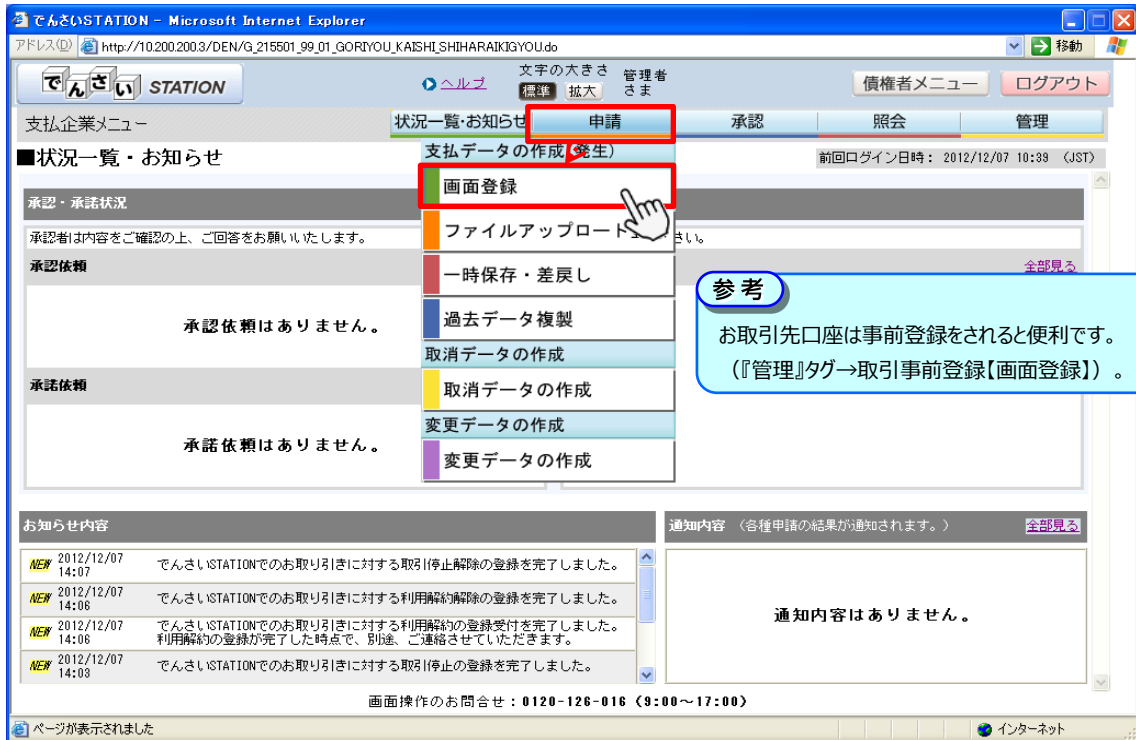 でんさいSTATION - Microsoft Internet Explorer
アドレス(D) http://10.200.200.3/DEN/G_215501_99_01_GORIYOU_KAISHI_SHIHARAIKIGYOU.do 移動
でんさい STATION
ヘルプ
文字の大きさ
標準 拡大
管理者
さま
債権者メニュー ログアウト
支払企業メニュー
状況一覧・お知らせ 申請 承認 照会 管理
■状況一覧・お知らせ
前回ログイン日時： 2012/12/07 10:39 (JST)
支払データの作成(発生)
画面登録
ファイルアップロード
一時保存・差戻し
過去データ複製
取消データの作成
取消データの作成
変更データの作成
変更データの作成
承認・承諾状況
承認者は内容をご確認の上、ご回答をお願いいたします。
さい。
承認依頼
全部見る
承認依頼はありません。
承諾依頼
承諾依頼はありません。
参考
お取引先口座は事前登録をされると便利です。
（『管理』タグ→取引事前登録【画面登録】）。
お知らせ内容
NEW 2012/12/07 14:07 でんさいSTATIONでのお取り引きに対する取引停止解除の登録を完了しました。
NEW 2012/12/07 14:06 でんさいSTATIONでのお取り引きに対する利用解約解除の登録を完了しました。
NEW 2012/12/07 14:06 でんさいSTATIONでのお取り引きに対する利用解約の登録受付を完了しました。
利用解約の登録が完了した時点で、別途、ご連絡させていただきます。
NEW 2012/12/07 14:03 でんさいSTATIONでのお取り引きに対する取引停止の登録を完了しました。
通知内容 （各種申請の結果が通知されます。） 全部見る
通知内容はありません。
画面操作のお問合せ：0120-126-016 (9:00～17:00)
ページが表示されました
インターネット